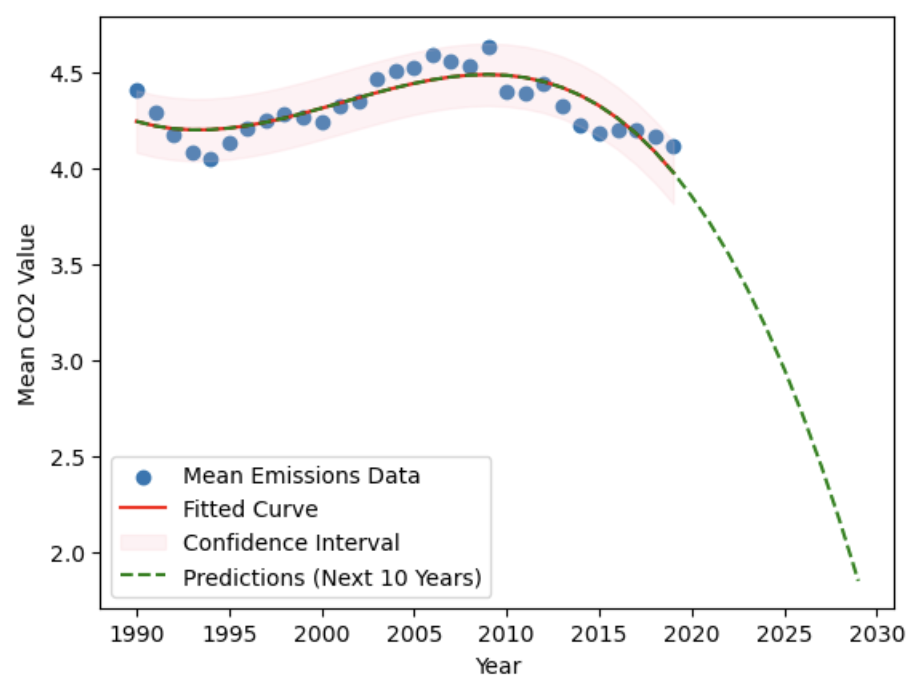 4.5
4.0
3.5
3.0
2.5
2.0
Mean CO2 Value
Mean Emissions Data
Fitted Curve
Confidence Interval
Predictions (Next 10 Years)
1990 1995 2000 2005 2010 2015 2020 2025 2030
Year